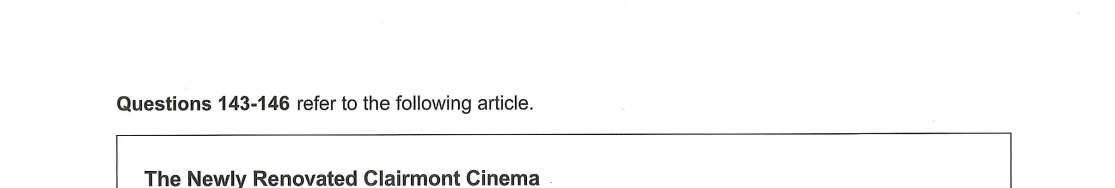 Questions 143-146 refer to the following article.
The Newly Renovated Clairmont Cinema